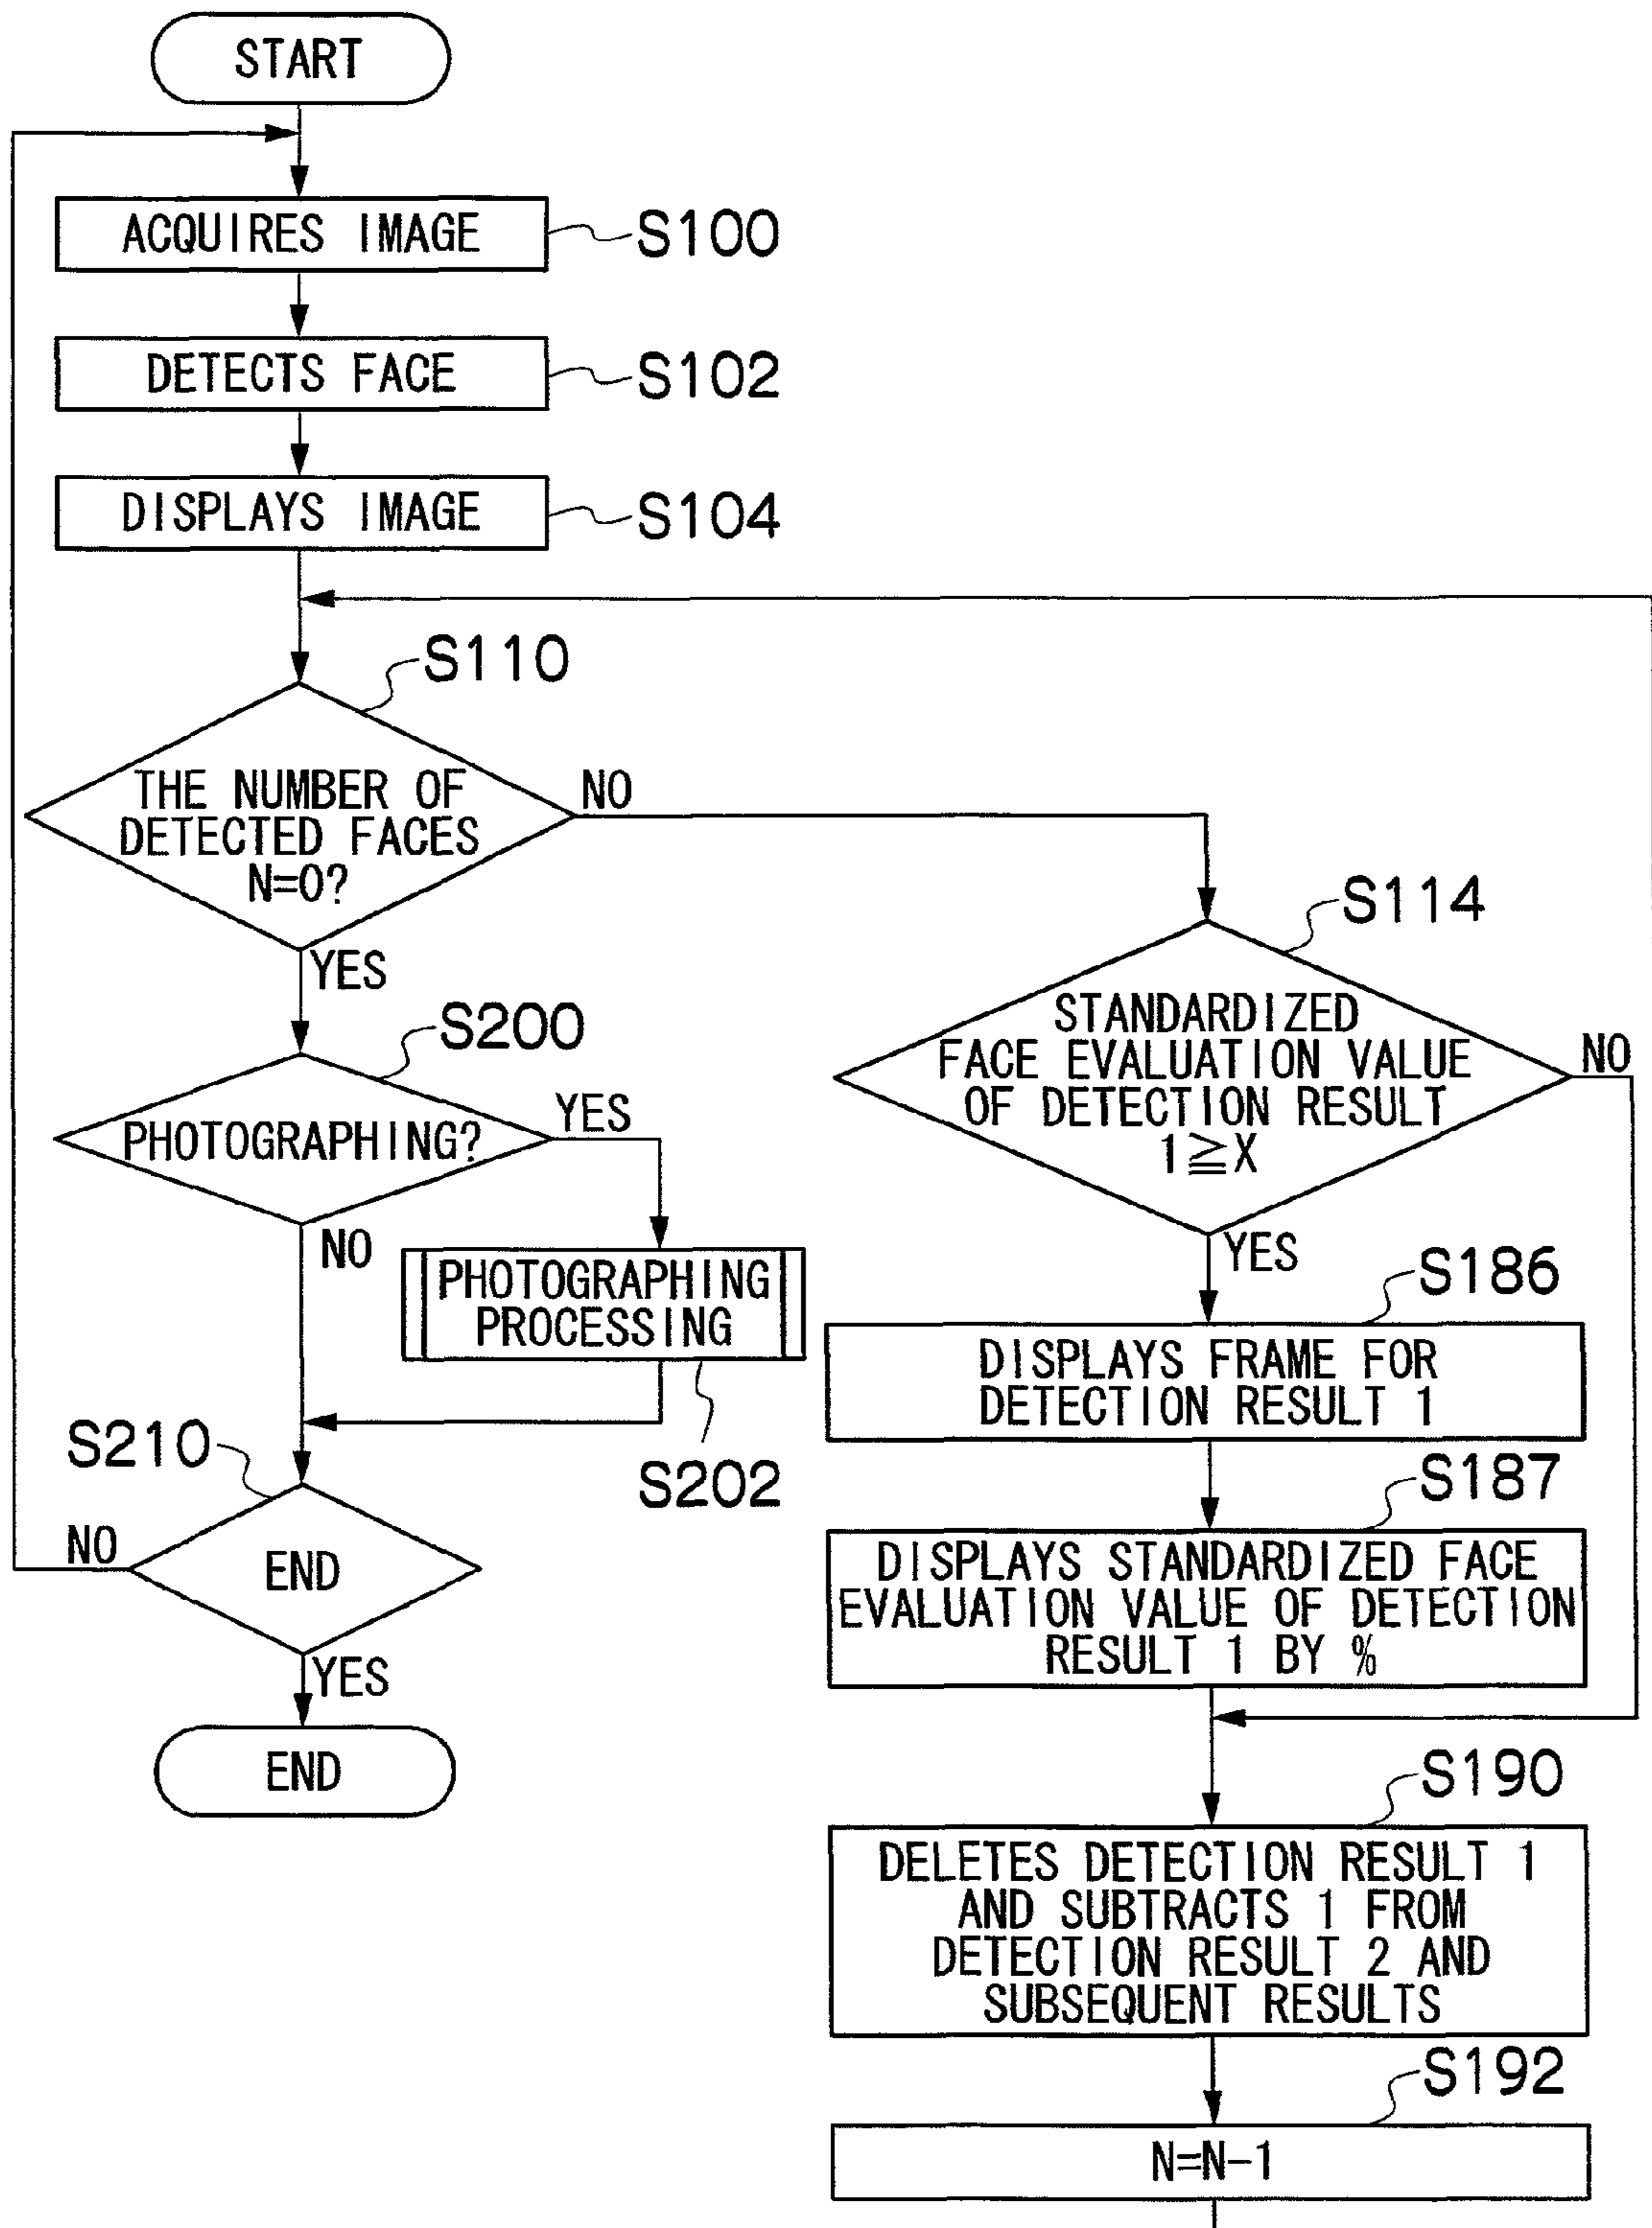 START
ACQUIRES IMAGE
S100
DETECTS FACE
S102
DISPLAYS IMAGE
S104
S110
THE NUMBER OF
DETECTED FACES
N=0?
NO
YES
S200
PHOTOGRAPHING?
YES
NO
PHOTOGRAPHING
PROCESSING
S202
S210
END
NO
YES
END
S114
STANDARDIZED
FACE EVALUATION VALUE
OF DETECTION RESULT
1≧X
NO
YES
S186
DISPLAYS FRAME FOR
DETECTION RESULT 1
S187
DISPLAYS STANDARDIZED FACE
EVALUATION VALUE OF DETECTION
RESULT 1 BY %
S190
DELETES DETECTION RESULT 1
AND SUBTRACTS 1 FROM
DETECTION RESULT 2 AND
SUBSEQUENT RESULTS
S192
N=N-1